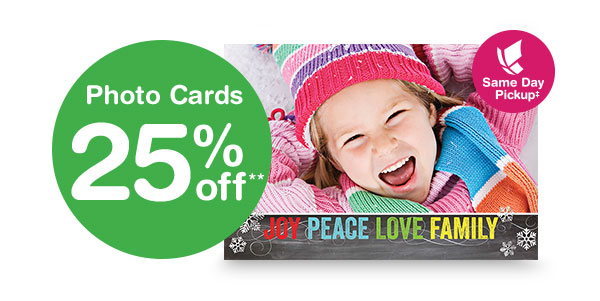 Photo Cards
25%
off**
Same Day
Pickup‡
JOY PEACE LOVE FAMILY